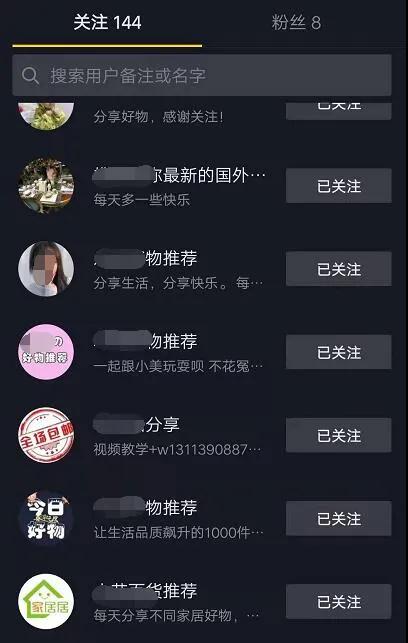 关注 144
粉丝 8
搜索用户备注或名字
分享好物，感谢关注！
已关注
你最新的国外…
每天多一些快乐
已关注
物推荐
分享生活，分享快乐。每…
已关注
の
好物推荐
物推荐
一起跟小美玩耍呗 不花冤…
已关注
全场包邮
分享
视频教学+w1311390887…
已关注
今日
好物
物推荐
让生活品质飙升的1000件…
已关注
家居居
百货推荐
每天分享不同家居好物，…
已关注